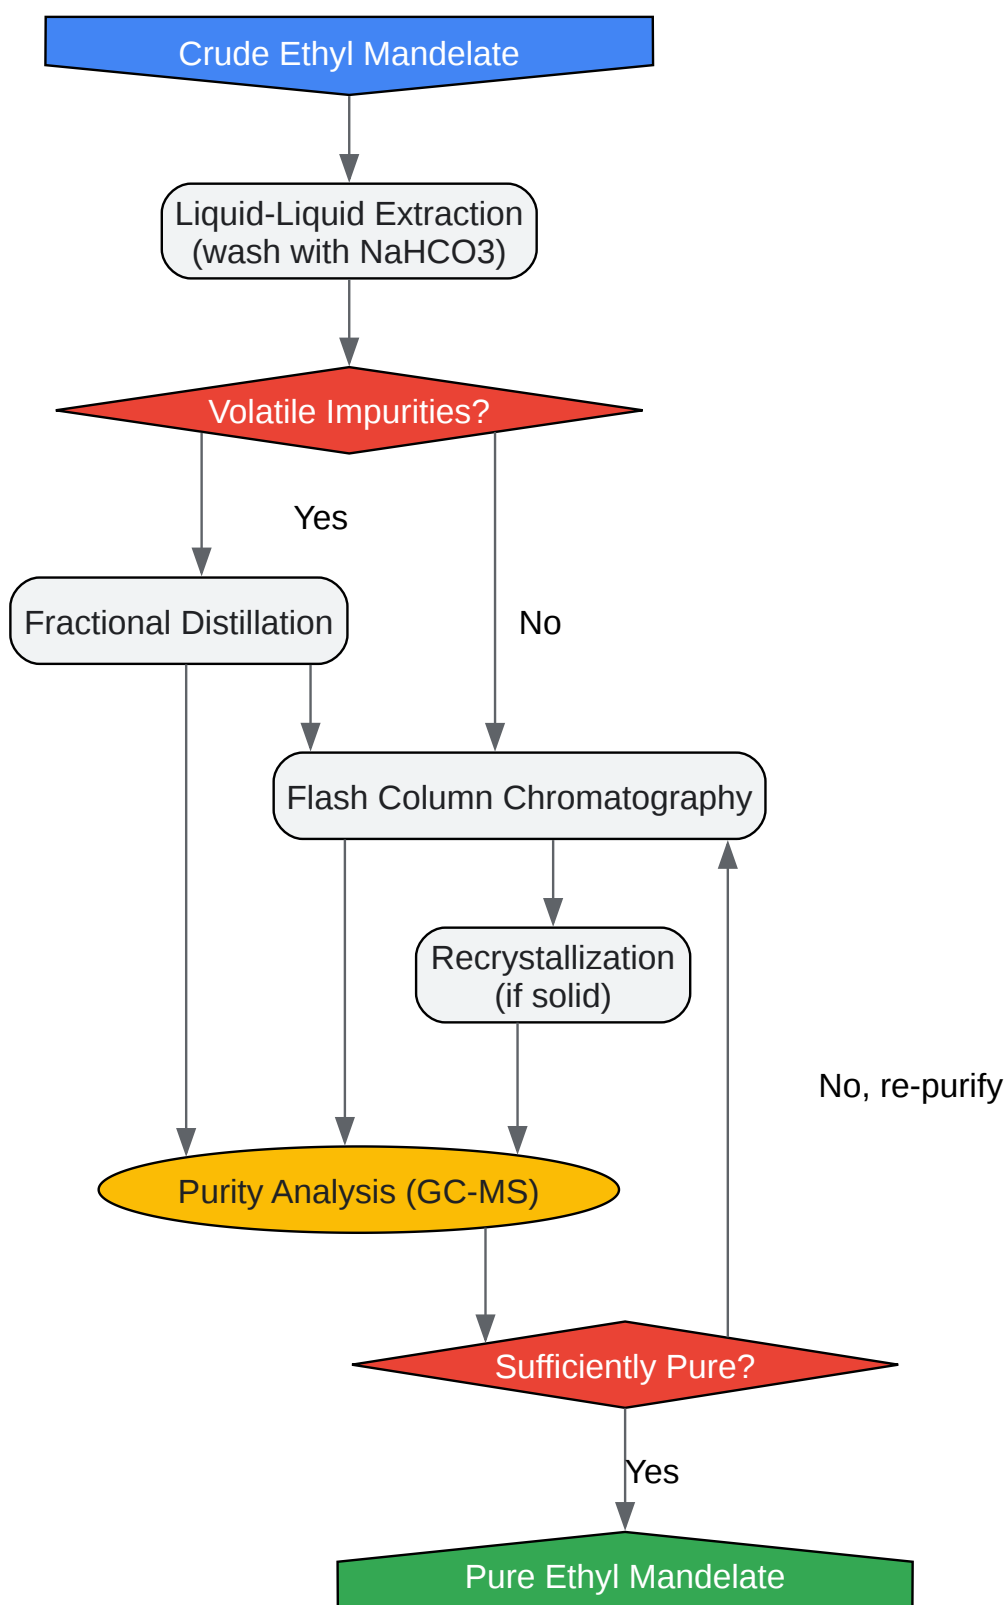 Crude Ethyl Mandelate
Liquid-Liquid Extraction
(wash with NaHCO3)
Volatile Impurities?
Yes
Fractional Distillation
No
Flash Column Chromatography
Recrystallization
(if solid)
No, re-purify
Purity Analysis (GC-MS)
Sufficiently Pure?
Yes
Pure Ethyl Mandelate